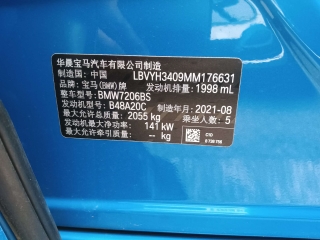 华晨宝马汽车有限公司制造
制造国: 中国 LBVYH3409MM176631
品牌: 宝马(BMW)牌 发动机排量: 1998 mL
整车型号: BMW7206BS
发动机型号: B48A20C 制造年月: 2021-08
最大允许总质量: 2055 kg 乘坐人数: 5
发动机最大净功率: 141 kW
最大允许牵引质量: - kg